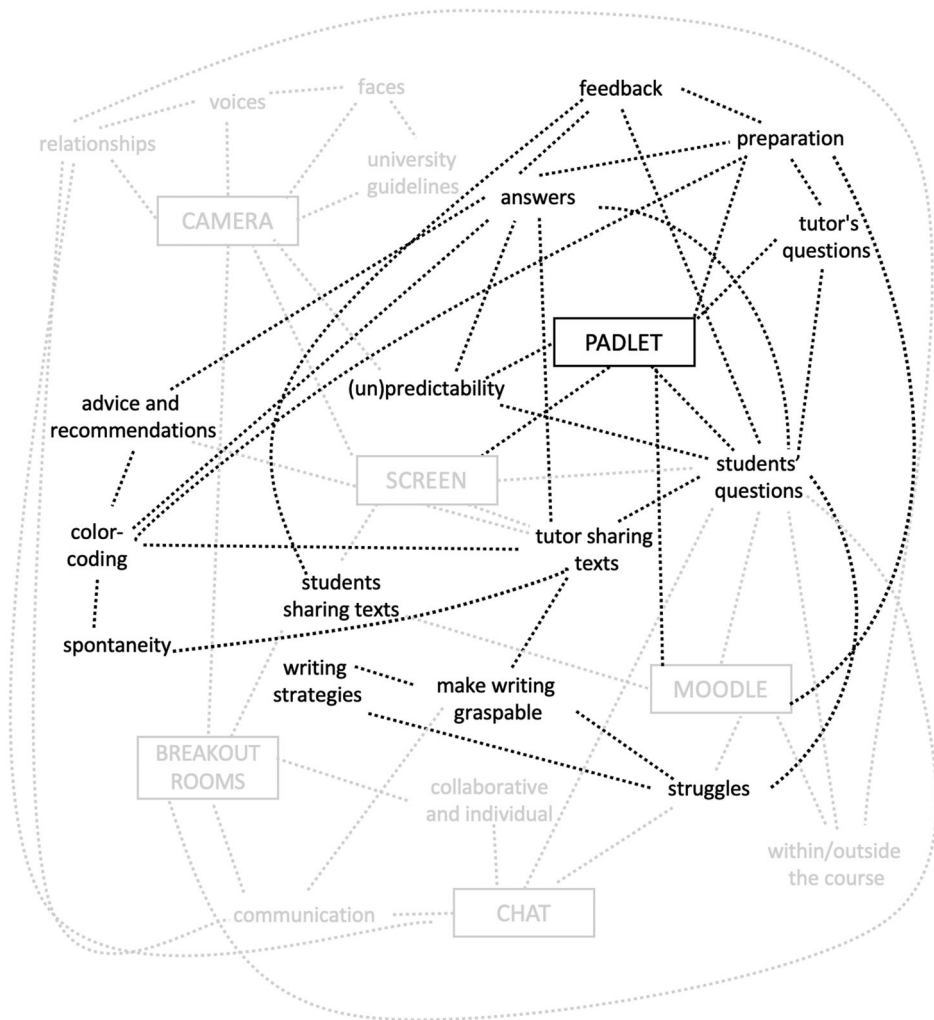 feedback
faces
voices
preparation
relationships
university
guidelines
answers
CAMERA
tutor's
questions
PADLET
(un)predictability
advice and
recommendations
SCREEN
students'
questions
color-
coding
tutor sharing
texts
students
sharing texts
spontaneity
writing
strategies
make writing
graspable
MOODLE
BREAKOUT
ROOMS
collaborative
and individual
struggles
within/outside
the course
communication
CHAT